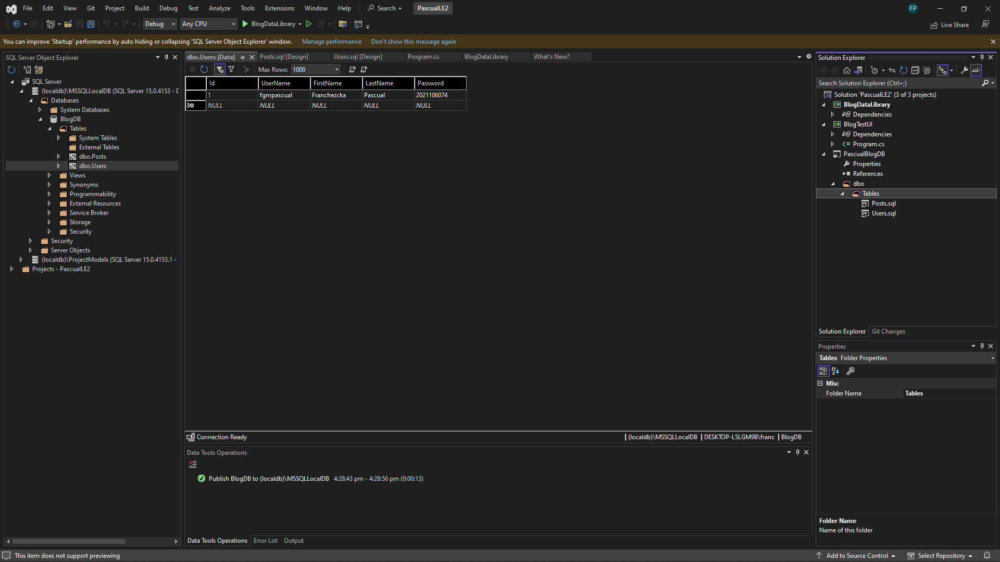 File Edit View Git Project Build Debug Test Analyze Tools Extensions Window Help Search PascualLE2 FP
Debug Any CPU BlogDataLibrary Live Share
You can improve 'Startup' performance by auto hiding or collapsing 'SQL Server Object Explorer' window. Manage performance Don't show this message again
SQL Server Object Explorer
SQL Server
(localdb)\MSSQLLocalDB (SQL Server 15.0.4153 - D
Databases
System Databases
BlogDB
Tables
System Tables
External Tables
dbo.Posts
dbo.Users
Views
Synonyms
Programmability
External Resources
Service Broker
Storage
Security
Security
Server Objects
(localdb)\ProjectModels (SQL Server 15.0.4153.1 -
Projects - PascualLE2
dbo.Users [Data] Posts.sql [Design] Users.sql [Design] Program.cs BlogDataLibrary What's New?
Max Rows: 1000
Id UserName FirstName LastName Password
1 fgmpascual Franchezcka Pascual 2021106074
NULL NULL NULL NULL NULL
Connection Ready (localdb)\MSSQLLocalDB DESKTOP-L5LGM9B\franc BlogDB
Data Tools Operations
Publish BlogDB to (localdb)\MSSQLLocalDB 4:28:43 pm - 4:28:56 pm (0:00:13)
Data Tools Operations Error List Output
Solution Explorer
Search Solution Explorer (Ctrl+;)
Solution 'PascualLE2' (3 of 3 projects)
C# BlogDataLibrary
Dependencies
C# BlogTestUI
Dependencies
C# Program.cs
PascualBlogDB
Properties
References
dbo
Tables
Posts.sql
Users.sql
Solution Explorer Git Changes
Properties
Tables Folder Properties
Misc
Folder Name Tables
Folder Name
Name of this folder
This item does not support previewing Add to Source Control Select Repository